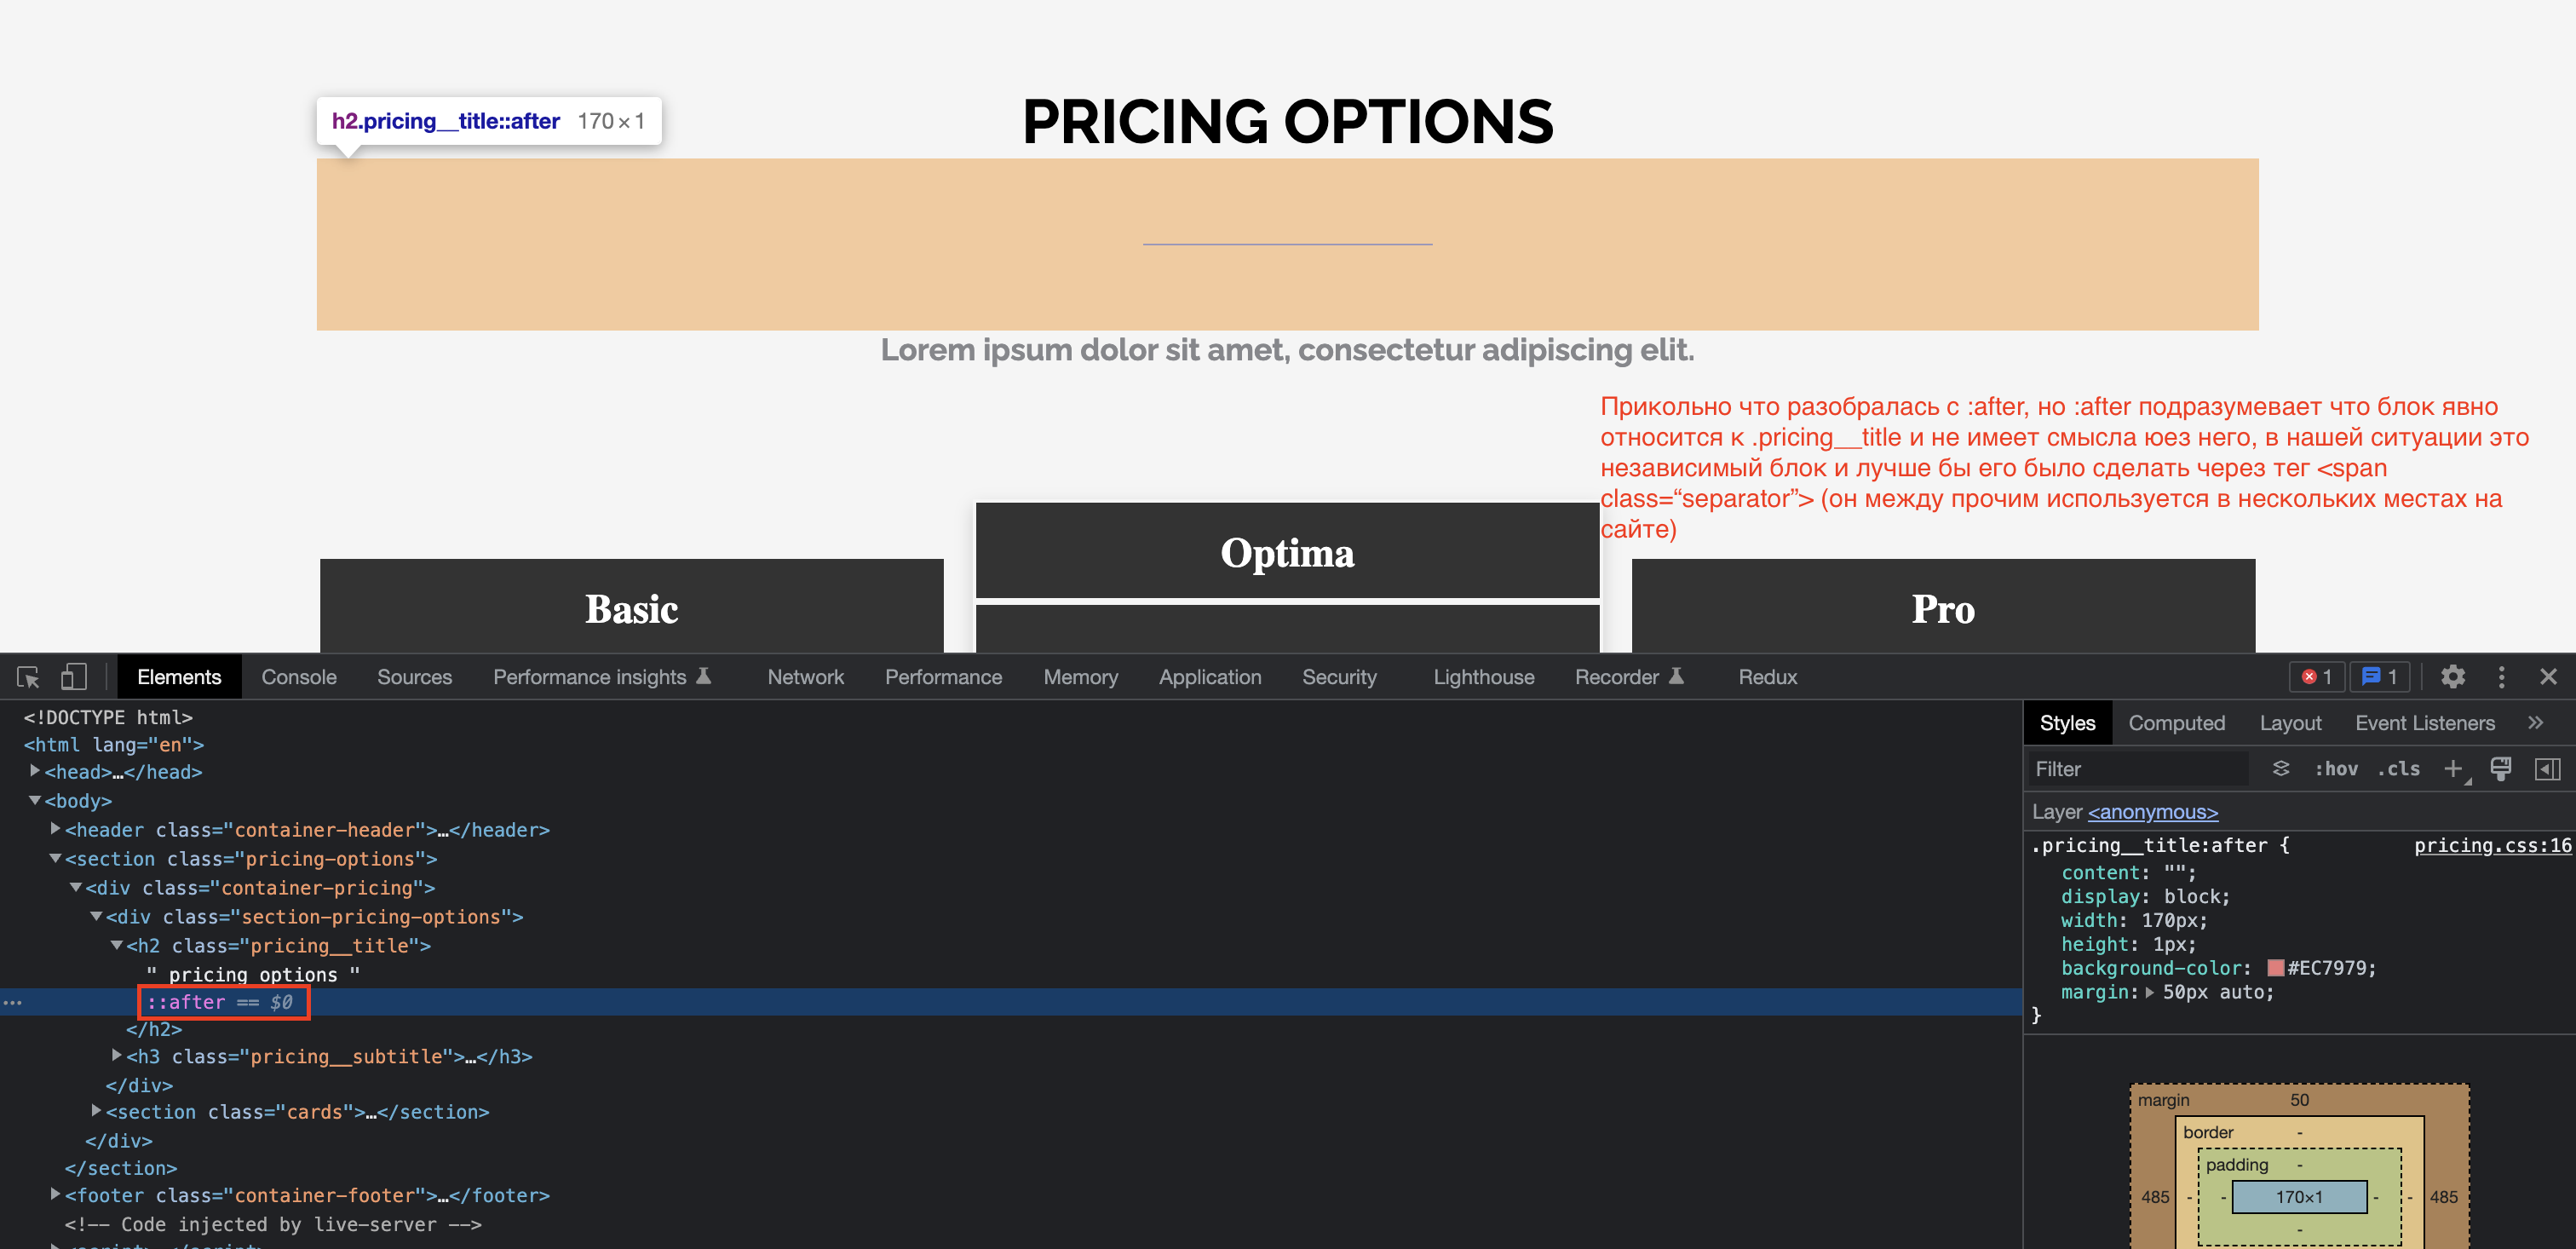 PRICING OPTIONS
h2.pricing__title::after 170 × 1
Lorem ipsum dolor sit amet, consectetur adipiscing elit.
Прикольно что разобралась с :after, но :after подразумевает что блок явно
относится к .pricing__title и не имеет смысла юез него, в нашей ситуации это
независимый блок и лучше бы его было сделать через тег <span
class=“separator”> (он между прочим используется в нескольких местах на
сайте)
Basic
Optima
Pro
Elements Console Sources Performance insights Network Performance Memory Application Security Lighthouse Recorder Redux 1 1
<!DOCTYPE html>
<html lang="en">
<head>…</head>
<body>
<header class="container-header">…</header>
<section class="pricing-options">
<div class="container-pricing">
<div class="section-pricing-options">
<h2 class="pricing__title">
" pricing options "
::after == $0
</h2>
<h3 class="pricing__subtitle">…</h3>
</div>
<section class="cards">…</section>
</div>
</section>
<footer class="container-footer">…</footer>
<!-- Code injected by live-server -->
<script>…</script>
Styles Computed Layout Event Listeners »
Filter :hov .cls +
Layer <anonymous>
.pricing__title:after { pricing.css:16
content: "";
display: block;
width: 170px;
height: 1px;
background-color: #EC7979;
margin: 50px auto;
}
margin 50
border -
padding -
485 - - 170×1 - - 485
-